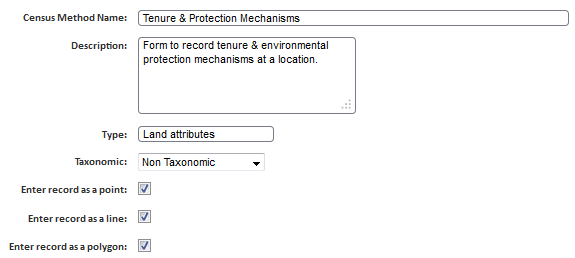 Census Method Name: Tenure & Protection Mechanisms
Description: Form to record tenure & environmental
protection mechanisms at a location.
Type: Land attributes
Taxonomic: Non Taxonomic
Enter record as a point:
Enter record as a line:
Enter record as a polygon: